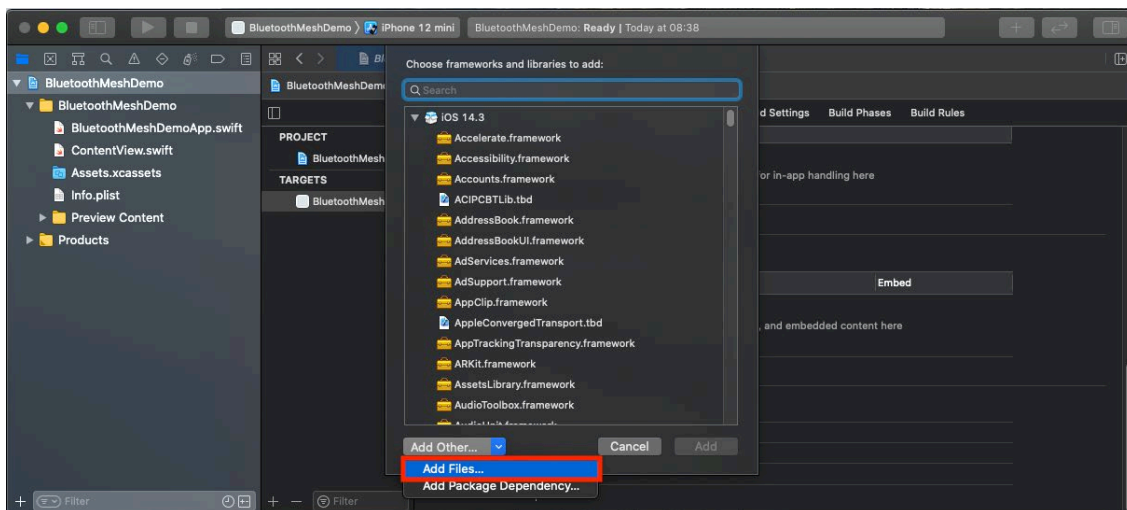 BluetoothMeshDemo
iPhone 12 mini
BluetoothMeshDemo: Ready | Today at 08:38
BluetoothMeshDemo
BluetoothMeshDemo
BluetoothMeshDemoApp.swift
ContentView.swift
Assets.xcassets
Info.plist
Preview Content
Products
Filter
Bl
BluetoothMeshDem
PROJECT
BluetoothMesh
TARGETS
BluetoothMesh
Filter
Choose frameworks and libraries to add:
Search
iOS 14.3
Accelerate.framework
Accessibility.framework
Accounts.framework
ACIPCBTLib.tbd
AddressBook.framework
AddressBookUI.framework
AdServices.framework
AdSupport.framework
AppClip.framework
AppleConvergedTransport.tbd
AppTrackingTransparency.framework
ARKit.framework
AssetsLibrary.framework
AudioToolbox.framework
Add Other...
Cancel
Add
Add Files...
Add Package Dependency...
d Settings
Build Phases
Build Rules
or in-app handling here
Embed
, and embedded content here